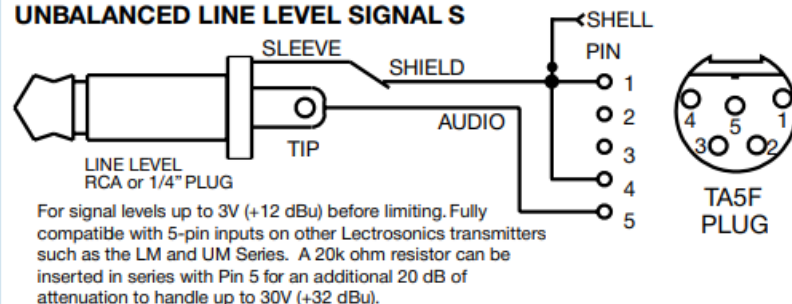 UNBALANCED LINE LEVEL SIGNAL S
SHELL
SLEEVE
PIN
SHIELD
1
AUDIO
2
TIP
3
LINE LEVEL
RCA or 1/4" PLUG
4
5
4
5
1
3
2
TA5F
PLUG
For signal levels up to 3V (+12 dBu) before limiting. Fully
compatible with 5-pin inputs on other Lectrosonics transmitters
such as the LM and UM Series. A 20k ohm resistor can be
inserted in series with Pin 5 for an additional 20 dB of
attenuation to handle up to 30V (+32 dBu).